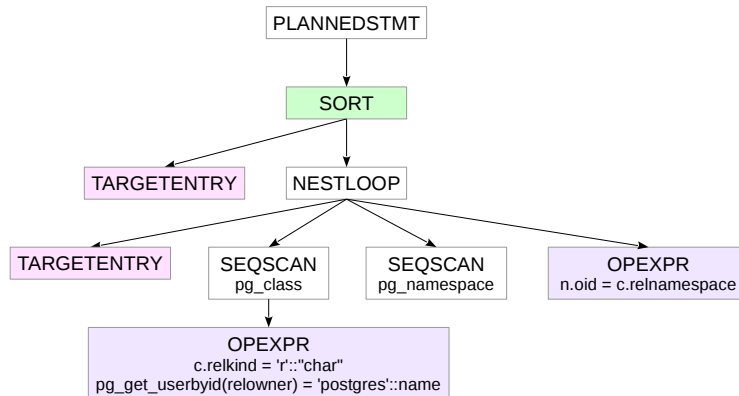 PLANNEDSTMT
SORT
TARGETENTRY
NESTLOOP
TARGETENTRY
SEQSCAN
pg_class
SEQSCAN
pg_namespace
OPEXPR
n.oid = c.relnamespace
OPEXPR
c.relkind = 'r'::"char"
pg_get_userbyid(relowner) = 'postgres'::name